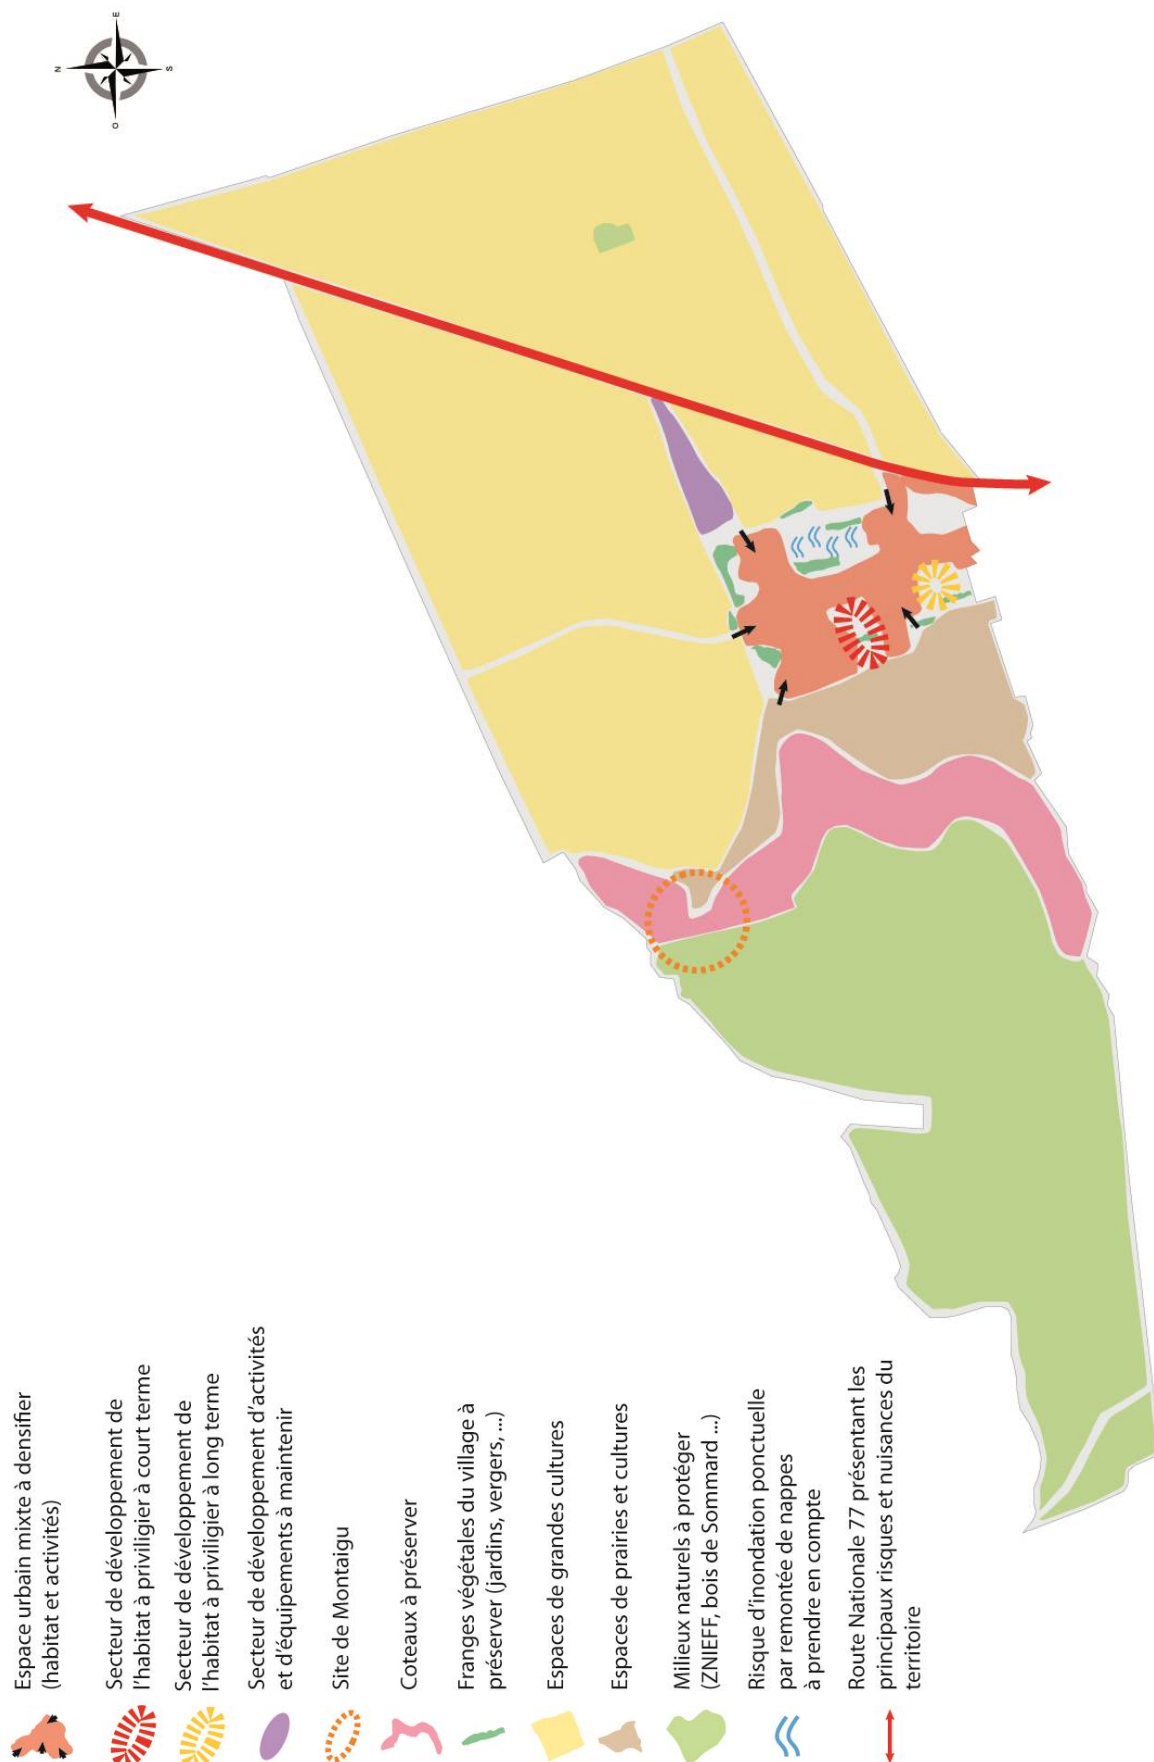 N
E
O
S
Espace urbain mixte à densifier
(habitat et activités)
Secteur de développement de
l'habitat à priviligier à court terme
Secteur de développement de
l'habitat à priviligier à long terme
Secteur de développement d'activités
et d'équipements à maintenir
Site de Montaigu
Coteaux à préserver
Franges végétales du village à
préserver (jardins, vergers, ...)
Espaces de grandes cultures
Espaces de prairies et cultures
Milieux naturels à protéger
(ZNIEFF, bois de Sommard ...)
Risque d'inondation ponctuelle
par remontée de nappes
à prendre en compte
Route Nationale 77 présentant les
principaux risques et nuisances du
territoire